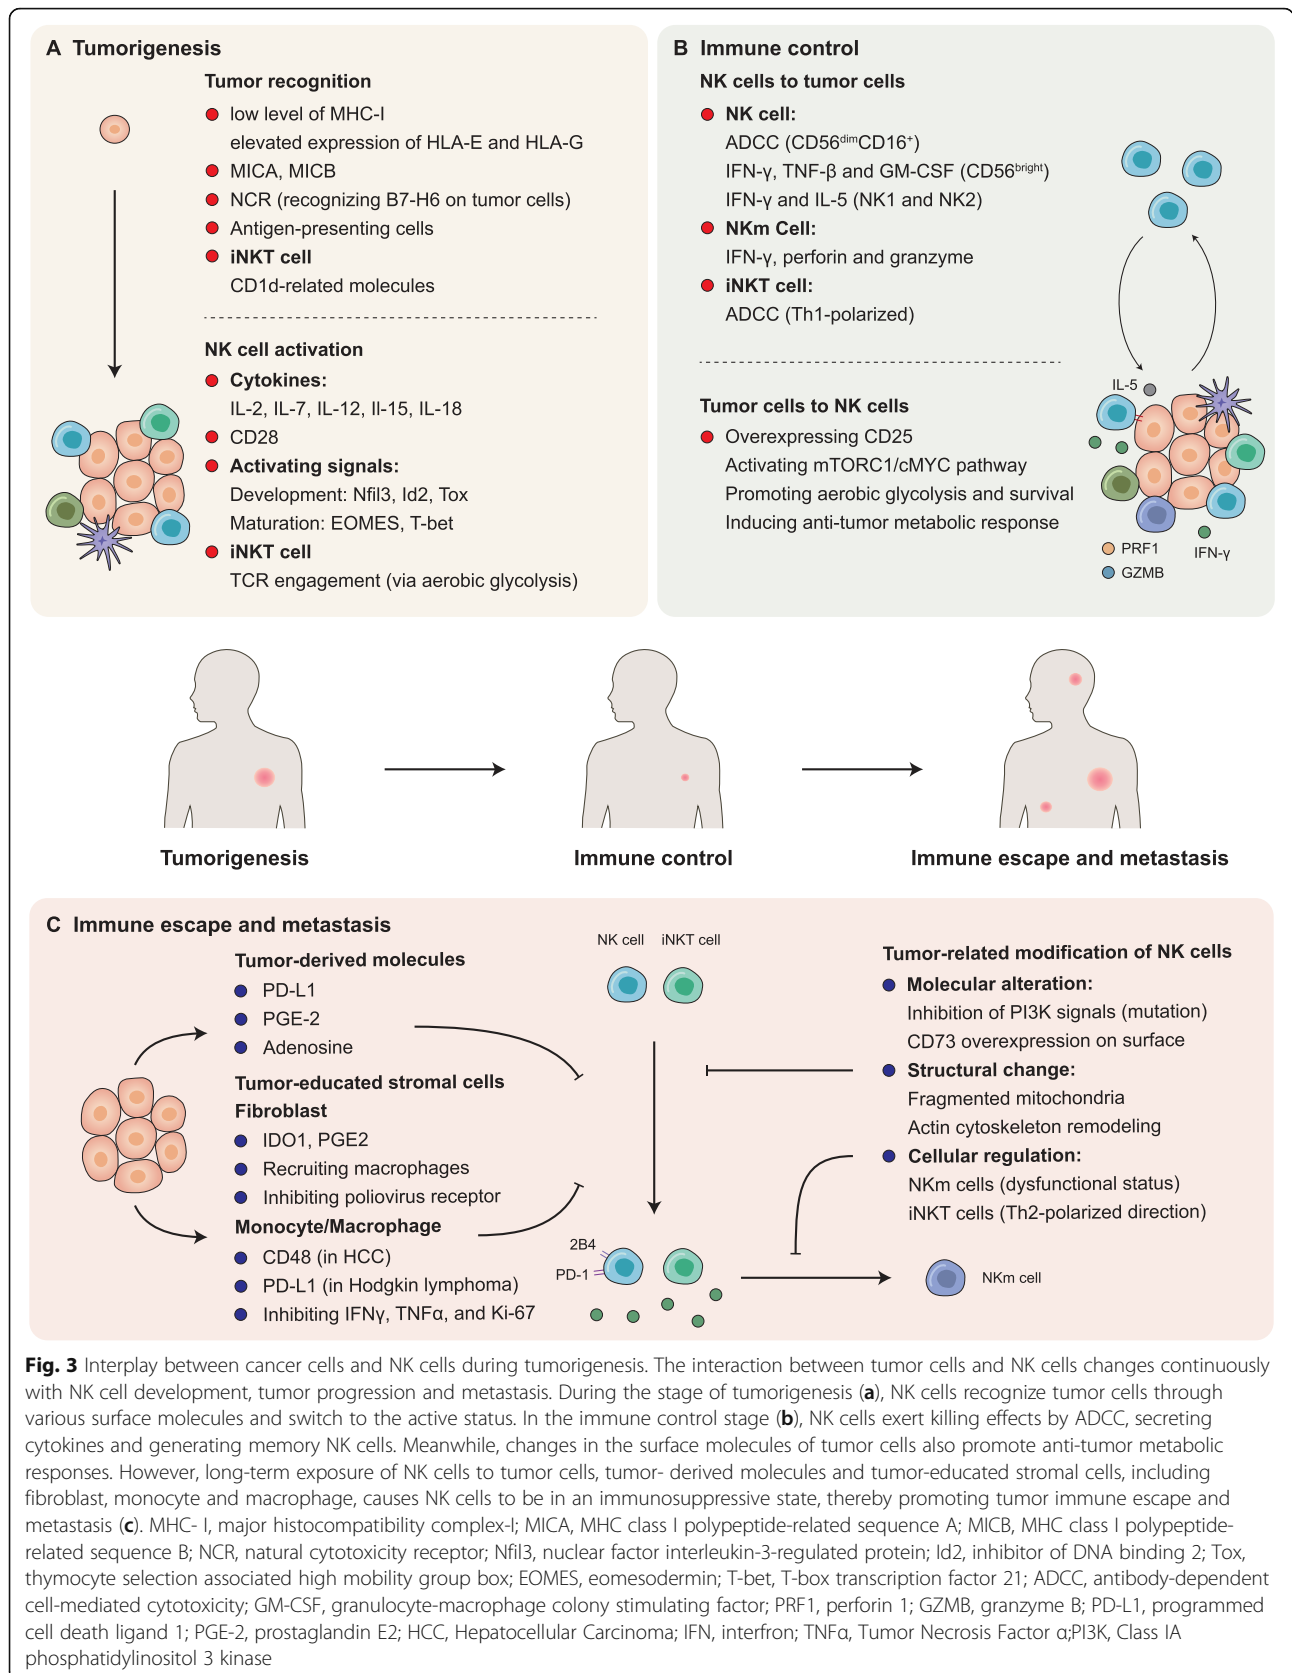 A Tumorigenesis
Tumor recognition
low level of MHC-I
elevated expression of HLA-E and HLA-G
MICA, MICB
NCR (recognizing B7-H6 on tumor cells)
Antigen-presenting cells
iNKT cell
CD1d-related molecules
NK cell activation
Cytokines:
IL-2, IL-7, IL-12, Il-15, IL-18
CD28
Activating signals:
Development: Nfil3, Id2, Tox
Maturation: EOMES, T-bet
iNKT cell
TCR engagement (via aerobic glycolysis)
B Immune control
NK cells to tumor cells
NK cell:
ADCC (CD56dimCD16+)
IFN-γ, TNF-β and GM-CSF (CD56bright)
IFN-γ and IL-5 (NK1 and NK2)
NKm Cell:
IFN-γ, perforin and granzyme
iNKT cell:
ADCC (Th1-polarized)
Tumor cells to NK cells
Overexpressing CD25
Activating mTORC1/cMYC pathway
Promoting aerobic glycolysis and survival
Inducing anti-tumor metabolic response
IL-5
PRF1
IFN-γ
GZMB
Tumorigenesis
Immune control
Immune escape and metastasis
C Immune escape and metastasis
Tumor-derived molecules
PD-L1
PGE-2
Adenosine
Tumor-educated stromal cells
Fibroblast
IDO1, PGE2
Recruiting macrophages
Inhibiting poliovirus receptor
Monocyte/Macrophage
CD48 (in HCC)
PD-L1 (in Hodgkin lymphoma)
Inhibiting IFNγ, TNFα, and Ki-67
NK cell
iNKT cell
2B4
PD-1
Tumor-related modification of NK cells
Molecular alteration:
Inhibition of PI3K signals (mutation)
CD73 overexpression on surface
Structural change:
Fragmented mitochondria
Actin cytoskeleton remodeling
Cellular regulation:
NKm cells (dysfunctional status)
iNKT cells (Th2-polarized direction)
NKm cell
Fig. 3 Interplay between cancer cells and NK cells during tumorigenesis. The interaction between tumor cells and NK cells changes continuously
with NK cell development, tumor progression and metastasis. During the stage of tumorigenesis (a), NK cells recognize tumor cells through
various surface molecules and switch to the active status. In the immune control stage (b), NK cells exert killing effects by ADCC, secreting
cytokines and generating memory NK cells. Meanwhile, changes in the surface molecules of tumor cells also promote anti-tumor metabolic
responses. However, long-term exposure of NK cells to tumor cells, tumor- derived molecules and tumor-educated stromal cells, including
fibroblast, monocyte and macrophage, causes NK cells to be in an immunosuppressive state, thereby promoting tumor immune escape and
metastasis (c). MHC- I, major histocompatibility complex-I; MICA, MHC class I polypeptide-related sequence A; MICB, MHC class I polypeptide-
related sequence B; NCR, natural cytotoxicity receptor; Nfil3, nuclear factor interleukin-3-regulated protein; Id2, inhibitor of DNA binding 2; Tox,
thymocyte selection associated high mobility group box; EOMES, eomesodermin; T-bet, T-box transcription factor 21; ADCC, antibody-dependent
cell-mediated cytotoxicity; GM-CSF, granulocyte-macrophage colony stimulating factor; PRF1, perforin 1; GZMB, granzyme B; PD-L1, programmed
cell death ligand 1; PGE-2, prostaglandin E2; HCC, Hepatocellular Carcinoma; IFN, interfron; TNFα, Tumor Necrosis Factor α;PI3K, Class IA
phosphatidylinositol 3 kinase